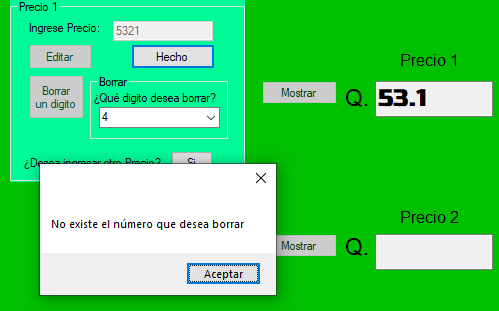 Precio 1
Ingrese Precio: 5321
Editar Hecho
Borrar un digito
Borrar
¿Qué digito desea borrar?
4
¿Desea ingresar otro Precio? Si
Precio 1
Mostrar Q. 53.1
No existe el número que desea borrar
Aceptar
Precio 2
Mostrar Q.